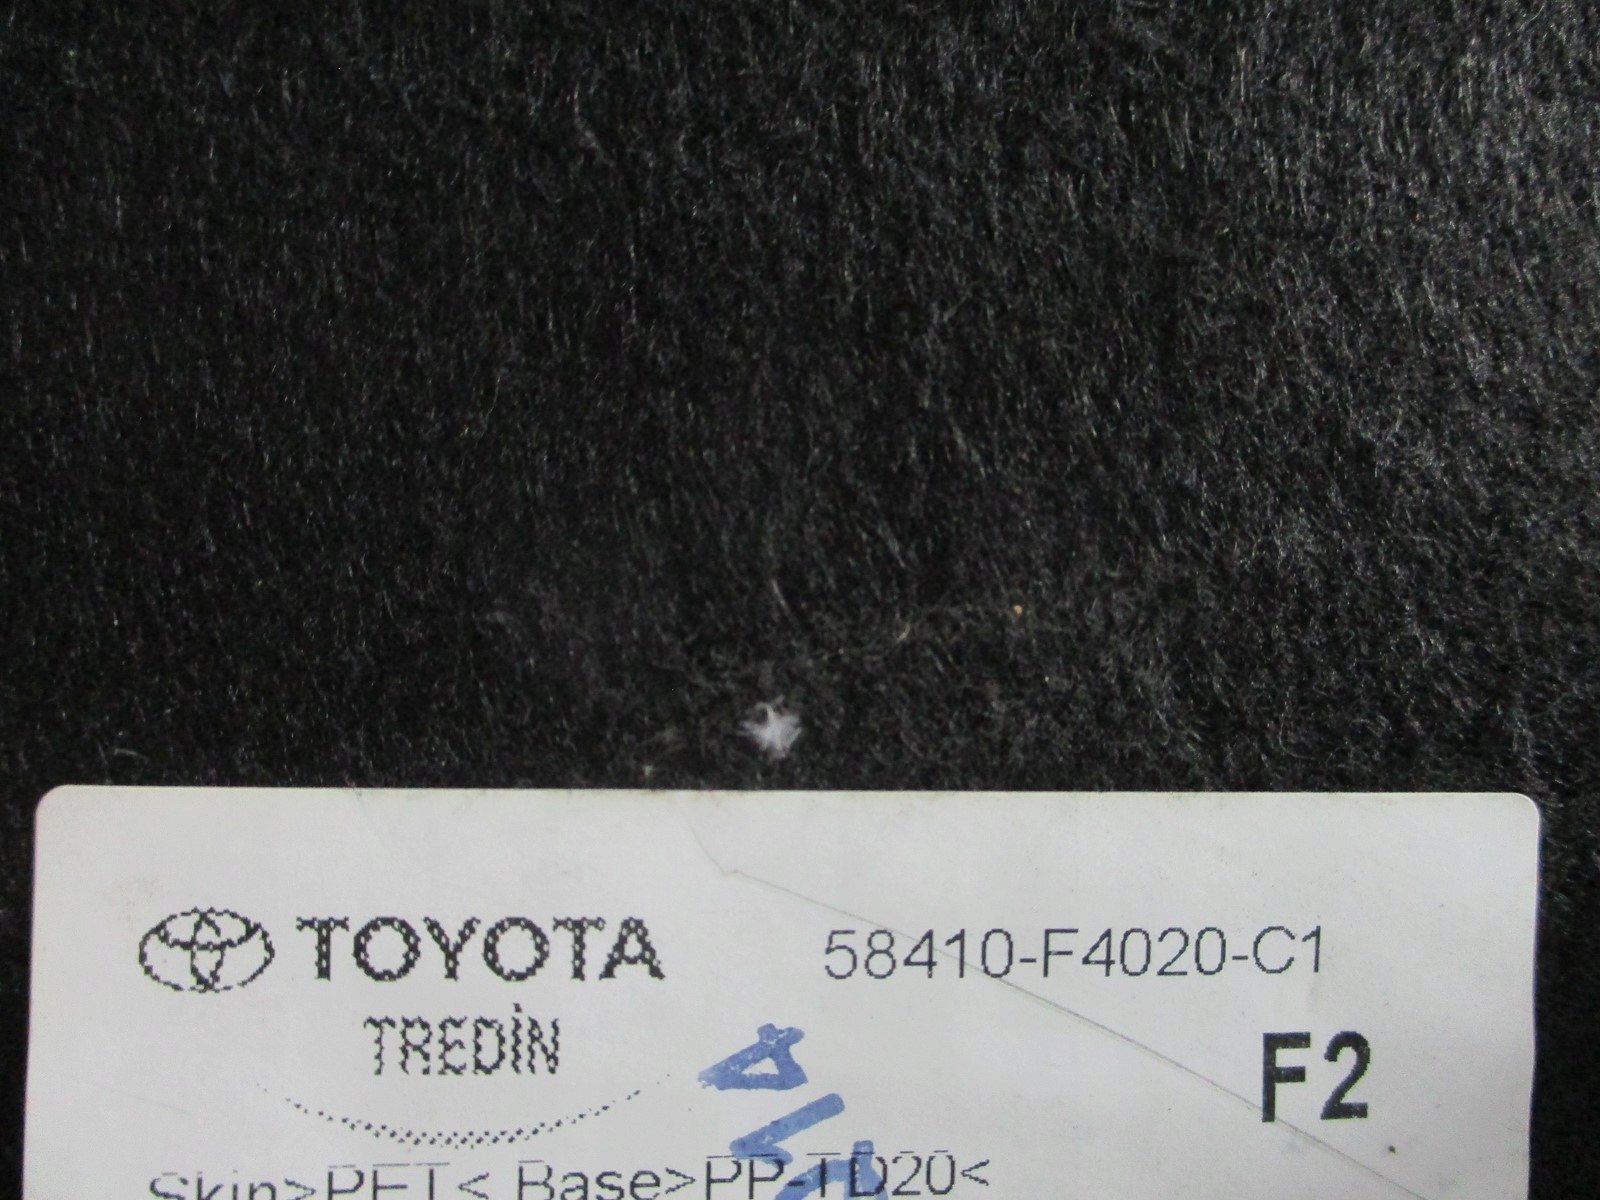 TOYOTA 58410-F4020-C1
TREDİN
F2
Skin>PET< Base>PP-TD20<